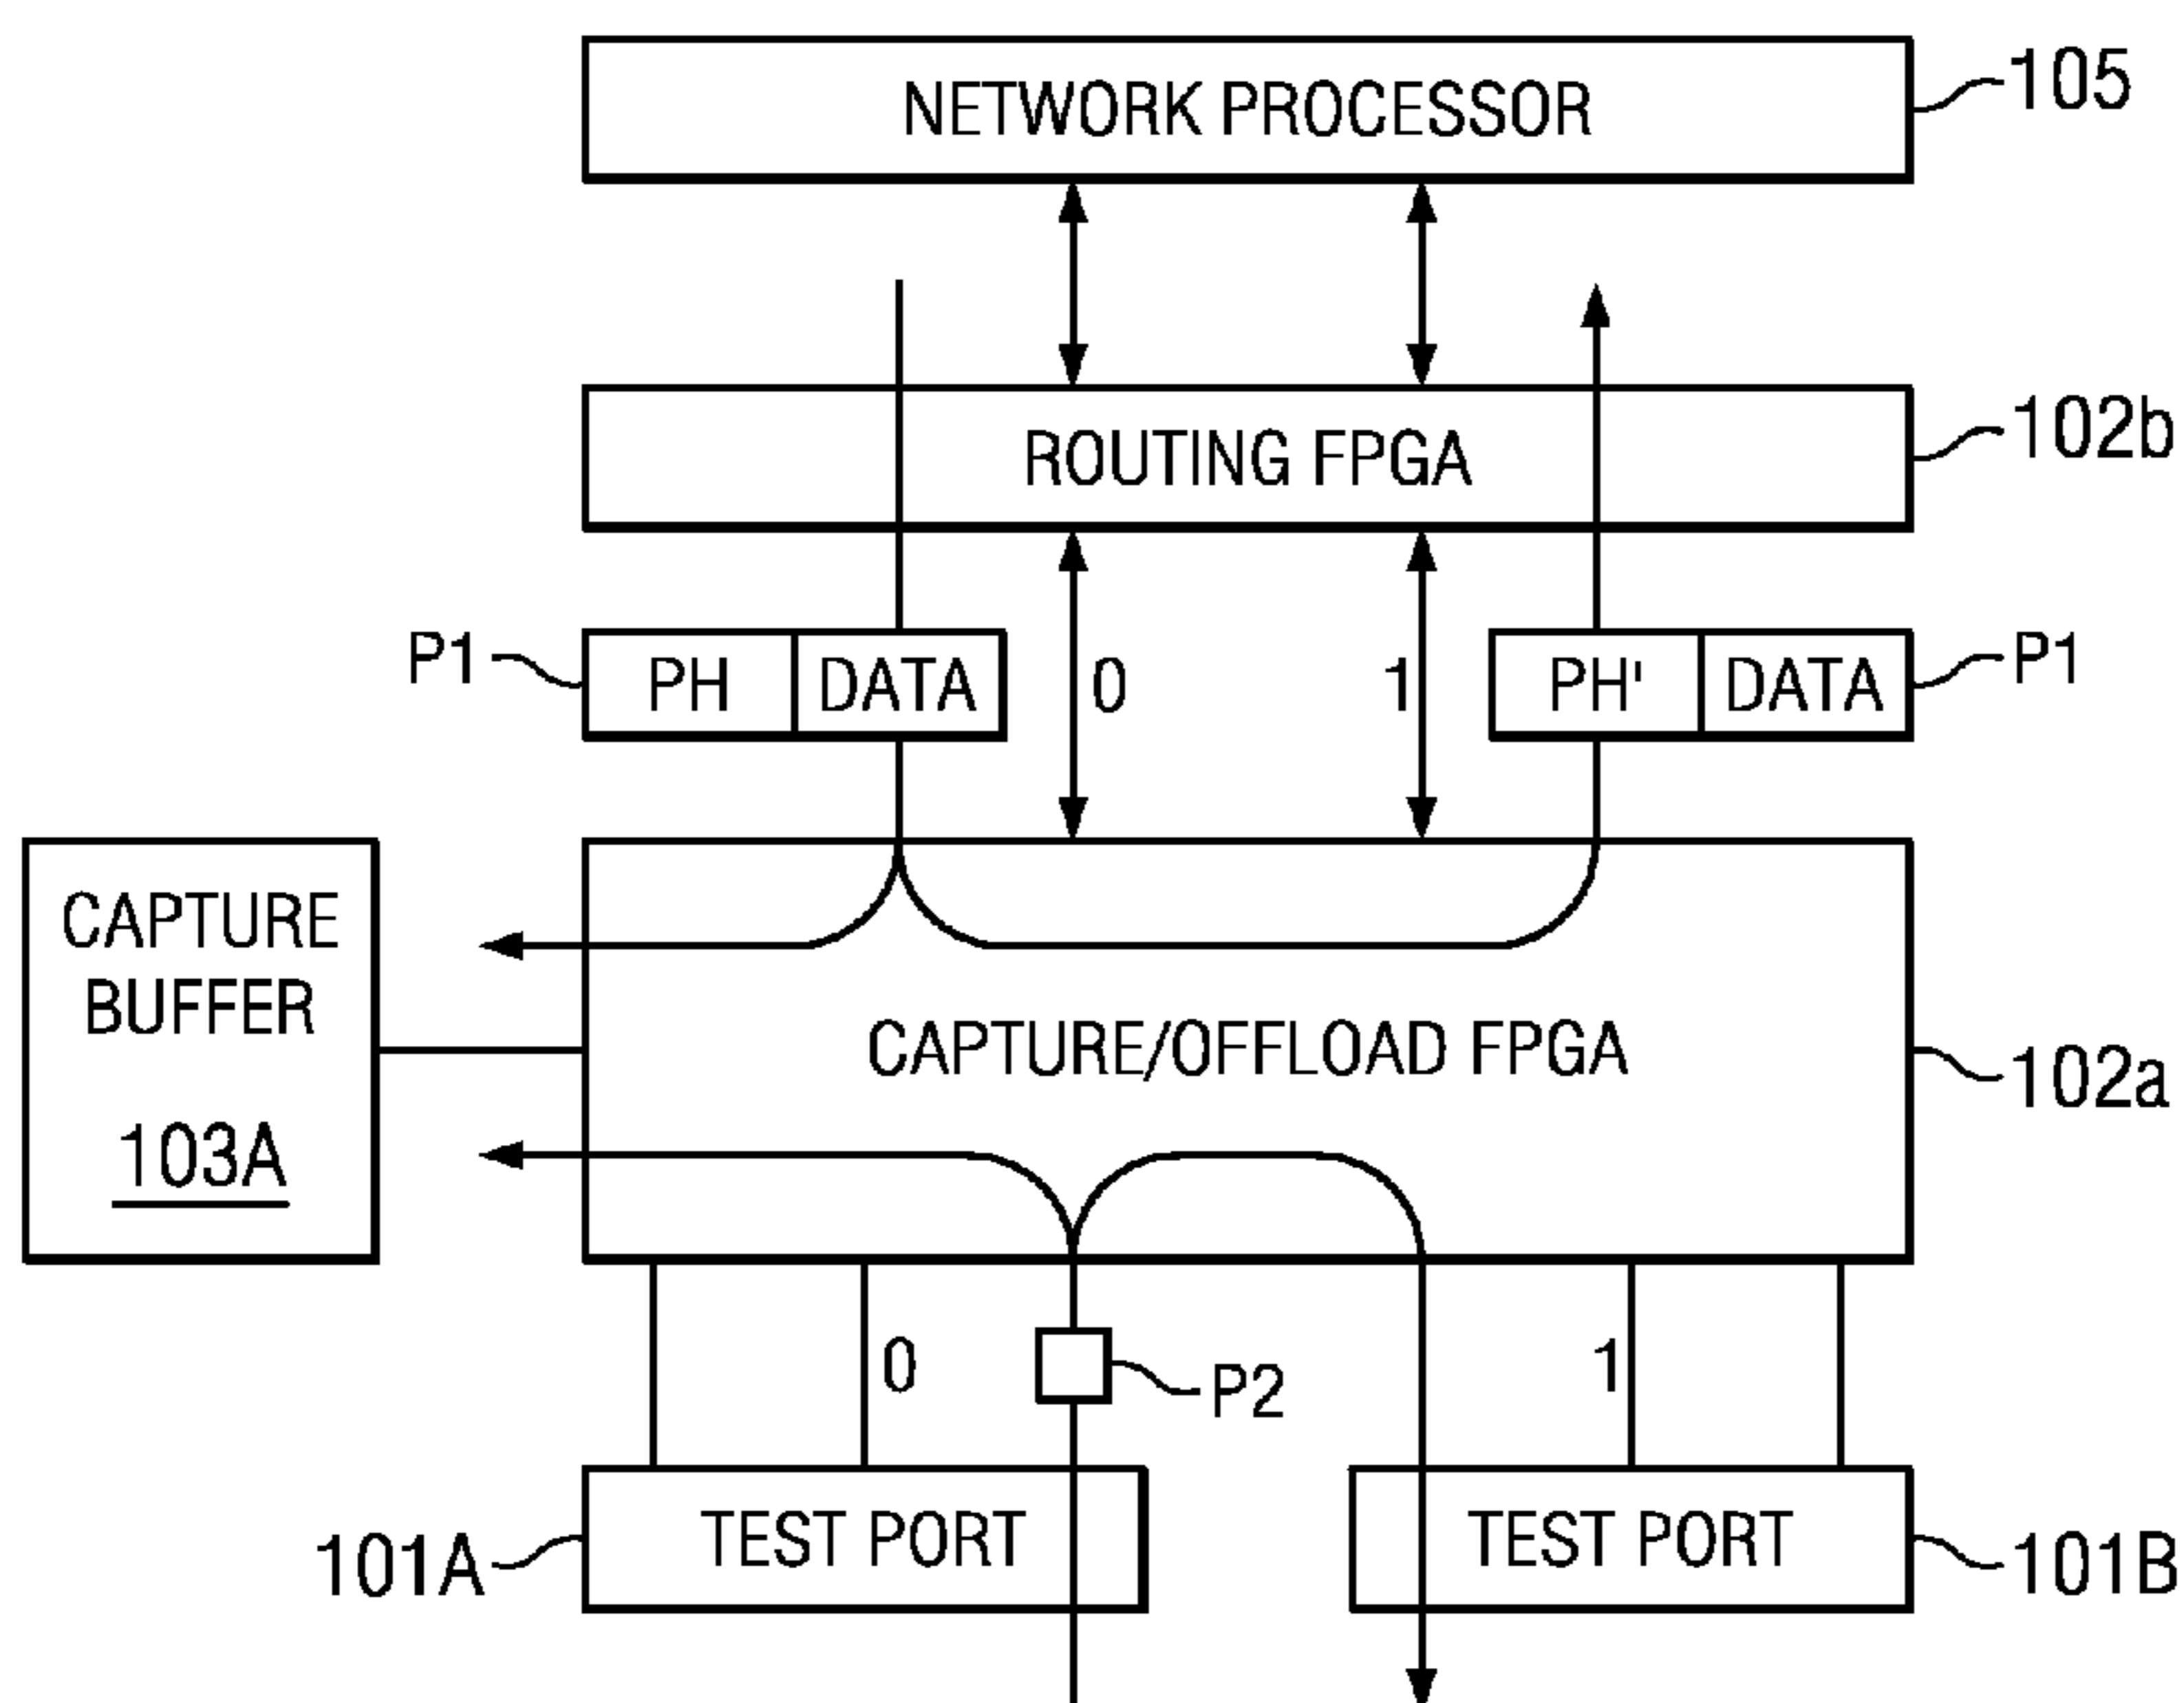 NETWORK PROCESSOR
105
ROUTING FPGA
102b
P1
PH
DATA
0
1
PH'
DATA
P1
CAPTURE
BUFFER
103A
CAPTURE/OFFLOAD FPGA
102a
0
P2
1
101A
TEST PORT
TEST PORT
101B